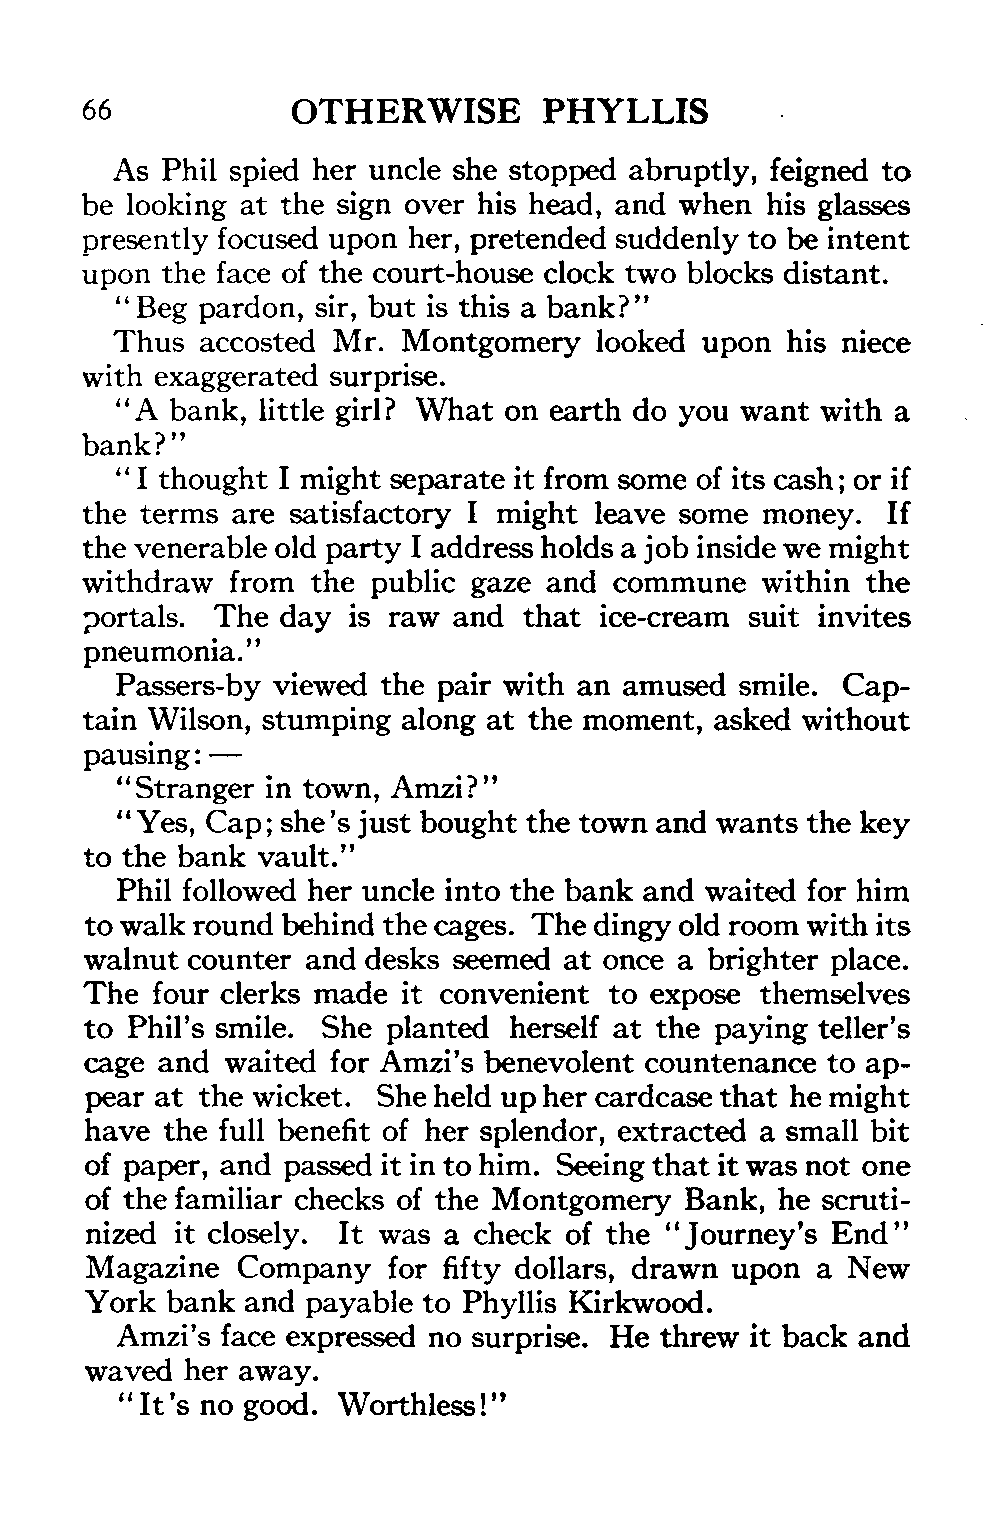 66 OTHERWISE PHYLLIS
As Phil spied her uncle she stopped abruptly, feigned to
be looking at the sign over his head, and when his glasses
presently focused upon her, pretended suddenly to be intent
upon the face of the court-house clock two blocks distant.
"Beg pardon, sir, but is this a bank?"
Thus accosted Mr. Montgomery looked upon his niece
with exaggerated surprise.
"A bank, little girl? What on earth do you want with a
bank?"
"I thought I might separate it from some of its cash; or if
the terms are satisfactory I might leave some money. If
the venerable old party I address holds a job inside we might
withdraw from the public gaze and commune within the
portals. The day is raw and that ice-cream suit invites
pneumonia."
Passers-by viewed the pair with an amused smile. Cap-
tain Wilson, stumping along at the moment, asked without
pausing: —
"Stranger in town, Amzi?"
"Yes, Cap; she's just bought the town and wants the key
to the bank vault."
Phil followed her uncle into the bank and waited for him
to walk round behind the cages. The dingy old room with its
walnut counter and desks seemed at once a brighter place.
The four clerks made it convenient to expose themselves
to Phil's smile. She planted herself at the paying teller's
cage and waited for Amzi's benevolent countenance to ap-
pear at the wicket. She held up her cardcase that he might
have the full benefit of her splendor, extracted a small bit
of paper, and passed it in to him. Seeing that it was not one
of the familiar checks of the Montgomery Bank, he scruti-
nized it closely. It was a check of the "Journey's End"
Magazine Company for fifty dollars, drawn upon a New
York bank and payable to Phyllis Kirkwood.
Amzi's face expressed no surprise. He threw it back and
waved her away.
"It's no good. Worthless!"